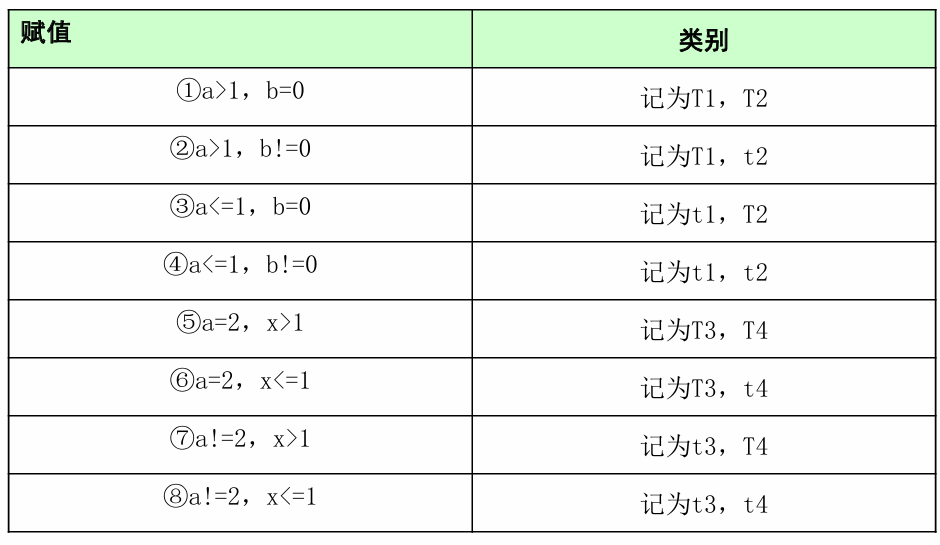 赋值 类别
①a>1，b=0 记为T1，T2
②a>1，b!=0 记为T1，t2
③a<=1，b=0 记为t1，T2
④a<=1，b!=0 记为t1，t2
⑤a=2，x>1 记为T3，T4
⑥a=2，x<=1 记为T3，t4
⑦a!=2，x>1 记为t3，T4
⑧a!=2，x<=1 记为t3，t4